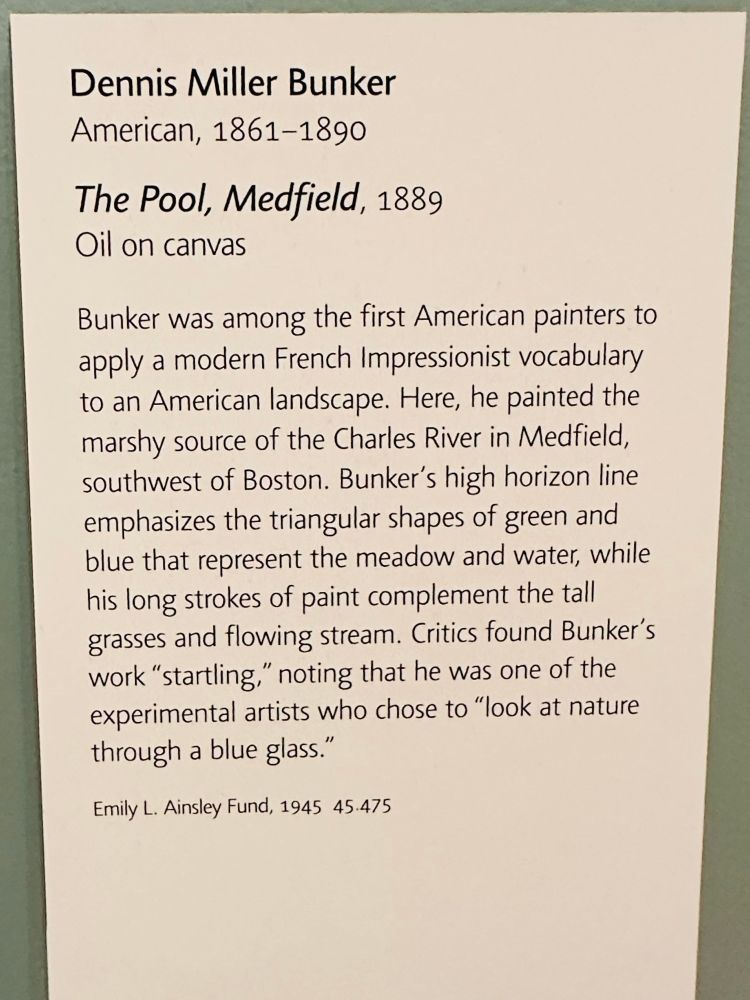 Dennis Miller Bunker
American, 1861–1890
The Pool, Medfield, 1889
Oil on canvas
Bunker was among the first American painters to
apply a modern French Impressionist vocabulary
to an American landscape. Here, he painted the
marshy source of the Charles River in Medfield,
southwest of Boston. Bunker’s high horizon line
emphasizes the triangular shapes of green and
blue that represent the meadow and water, while
his long strokes of paint complement the tall
grasses and flowing stream. Critics found Bunker’s
work “startling,” noting that he was one of the
experimental artists who chose to “look at nature
through a blue glass.”
Emily L. Ainsley Fund, 1945 45.475